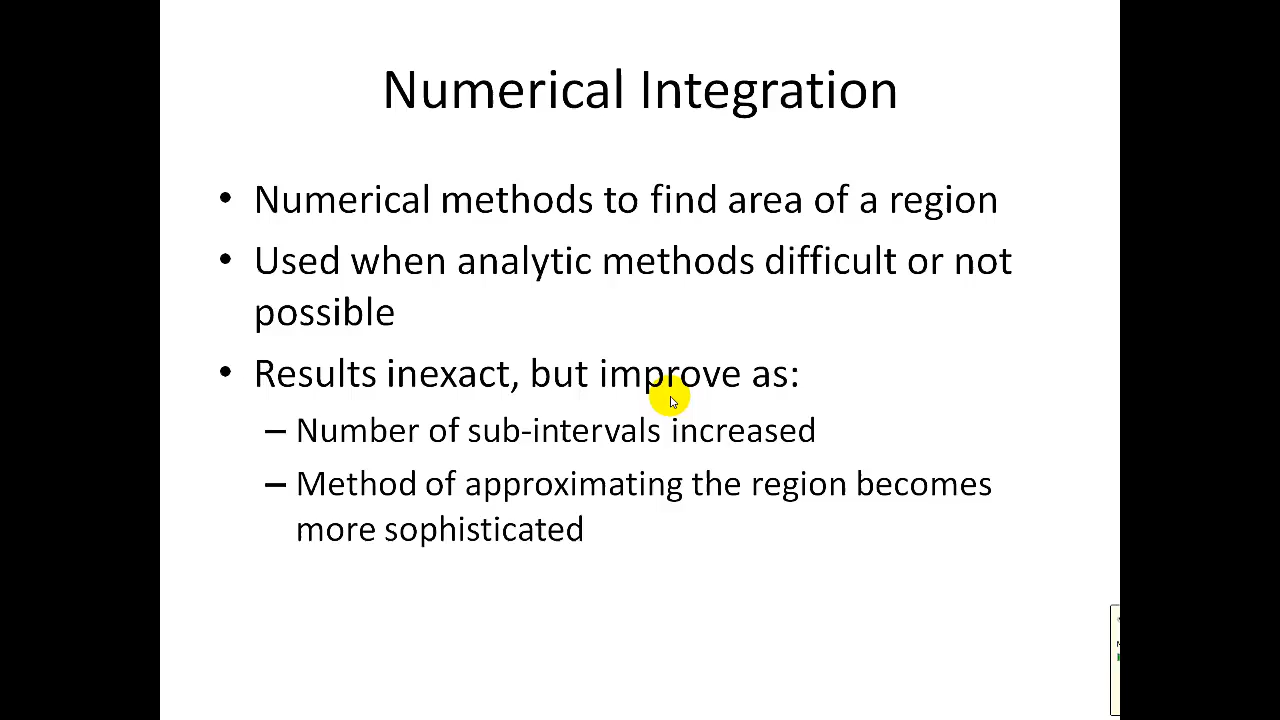 Numerical Integration
• Numerical methods to find area of a region
• Used when analytic methods difficult or not
possible
• Results inexact, but improve as:
– Number of sub-intervals increased
– Method of approximating the region becomes
more sophisticated